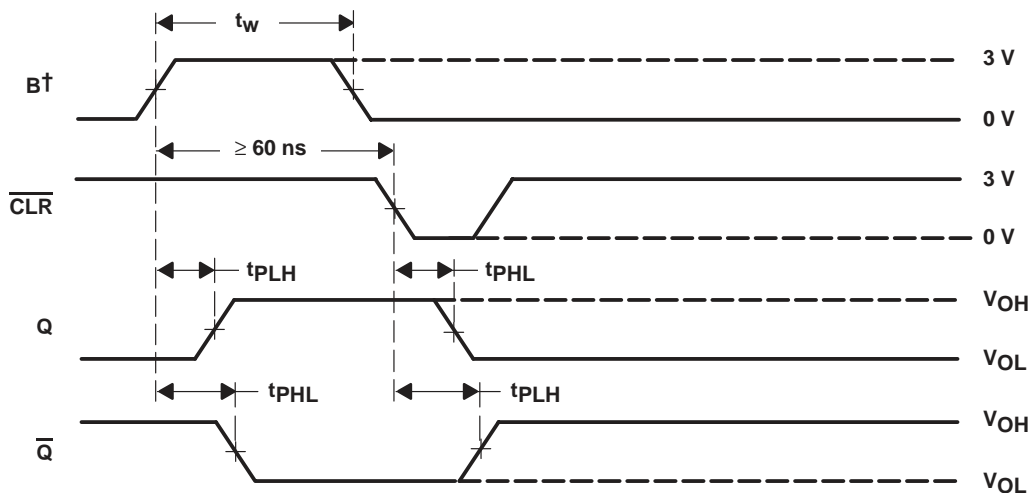 tw
B†
3 V
0 V
≥ 60 ns
CLR
3 V
0 V
tPLH
tPHL
Q
VOH
VOL
tPHL
tPLH
Q
VOH
VOL